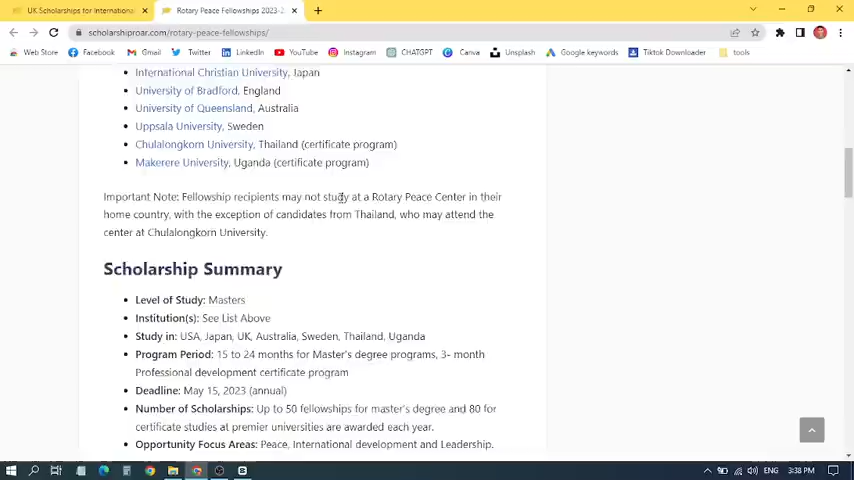 UK Scholarships for Internationa
Rotary Peace Fellowships 2023-2
scholarshiproar.com/rotary-peace-fellowships/
Web Store Facebook Gmail Twitter LinkedIn YouTube Instagram CHATGPT Canva Unsplash Google keywords Tiktok Downloader tools
International Christian University, Japan
University of Bradford, England
University of Queensland, Australia
Uppsala University, Sweden
Chulalongkorn University, Thailand (certificate program)
Makerere University, Uganda (certificate program)
Important Note: Fellowship recipients may not study at a Rotary Peace Center in their
home country, with the exception of candidates from Thailand, who may attend the
center at Chulalongkorn University.
Scholarship Summary
Level of Study: Masters
Institution(s): See List Above
Study in: USA, Japan, UK, Australia, Sweden, Thailand, Uganda
Program Period: 15 to 24 months for Master's degree programs, 3- month
Professional development certificate program
Deadline: May 15, 2023 (annual)
Number of Scholarships: Up to 50 fellowships for master's degree and 80 for
certificate studies at premier universities are awarded each year.
Opportunity Focus Areas: Peace, International development and Leadership.
ENG 3:38 PM